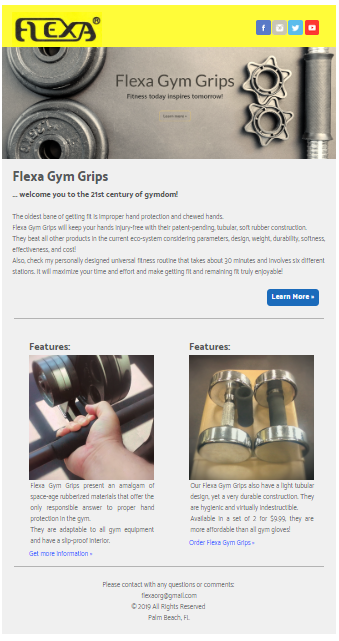 FLEXA®
Flexa Gym Grips
Fitness today inspires tomorrow!
Learn more »
Flexa Gym Grips
... welcome you to the 21st century of gymdom!
The oldest bane of getting fit is improper hand protection and chewed hands.
Flexa Gym Grips will keep your hands injury-free with their patent-pending, tubular, soft rubber construction.
They beat all other products in the current eco-system considering parameters, design, weight, durability, softness,
effectiveness, and cost!
Also, check my personally designed universal fitness routine that takes about 30 minutes and involves six different
stations. It will maximize your time and effort and make getting fit and remaining fit truly enjoyable!
Learn More »
Features:
Flexa Gym Grips present an amalgam of
space-age rubberized materials that offer the
only responsible answer to proper hand
protection in the gym.
They are adaptable to all gym equipment
and have a slip-proof interior.
Get more information »
Features:
Our Flexa Gym Grips also have a light tubular
design, yet a very durable construction. They
are hygienic and virtually indestructible.
Available in a set of 2 for $9.99, they are
more affordable than all gym gloves!
Order Flexa Gym Grips »
Please contact with any questions or comments:
flexaorg@gmail.com
© 2019 All Rights Reserved
Palm Beach, FL